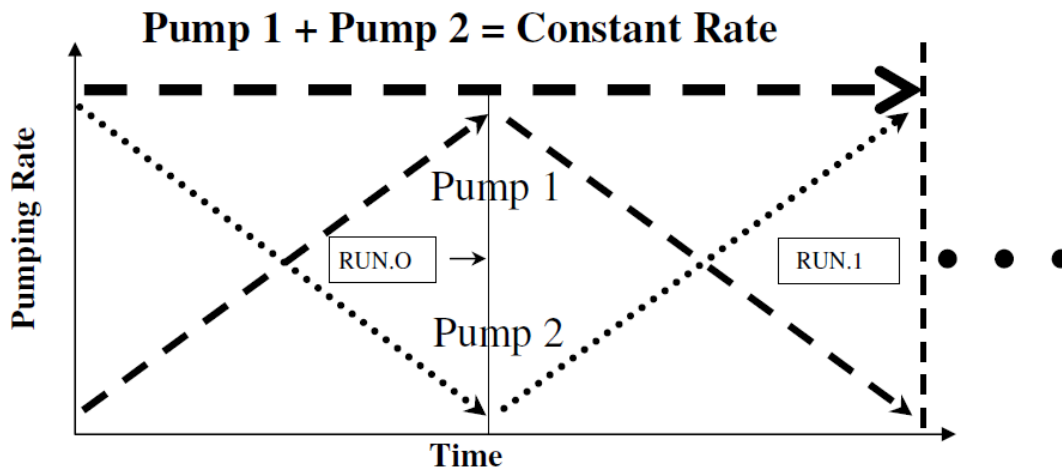 Pump 1 + Pump 2 = Constant Rate
Pumping Rate
Pump 1
RUN.O
RUN.1
Pump 2
Time